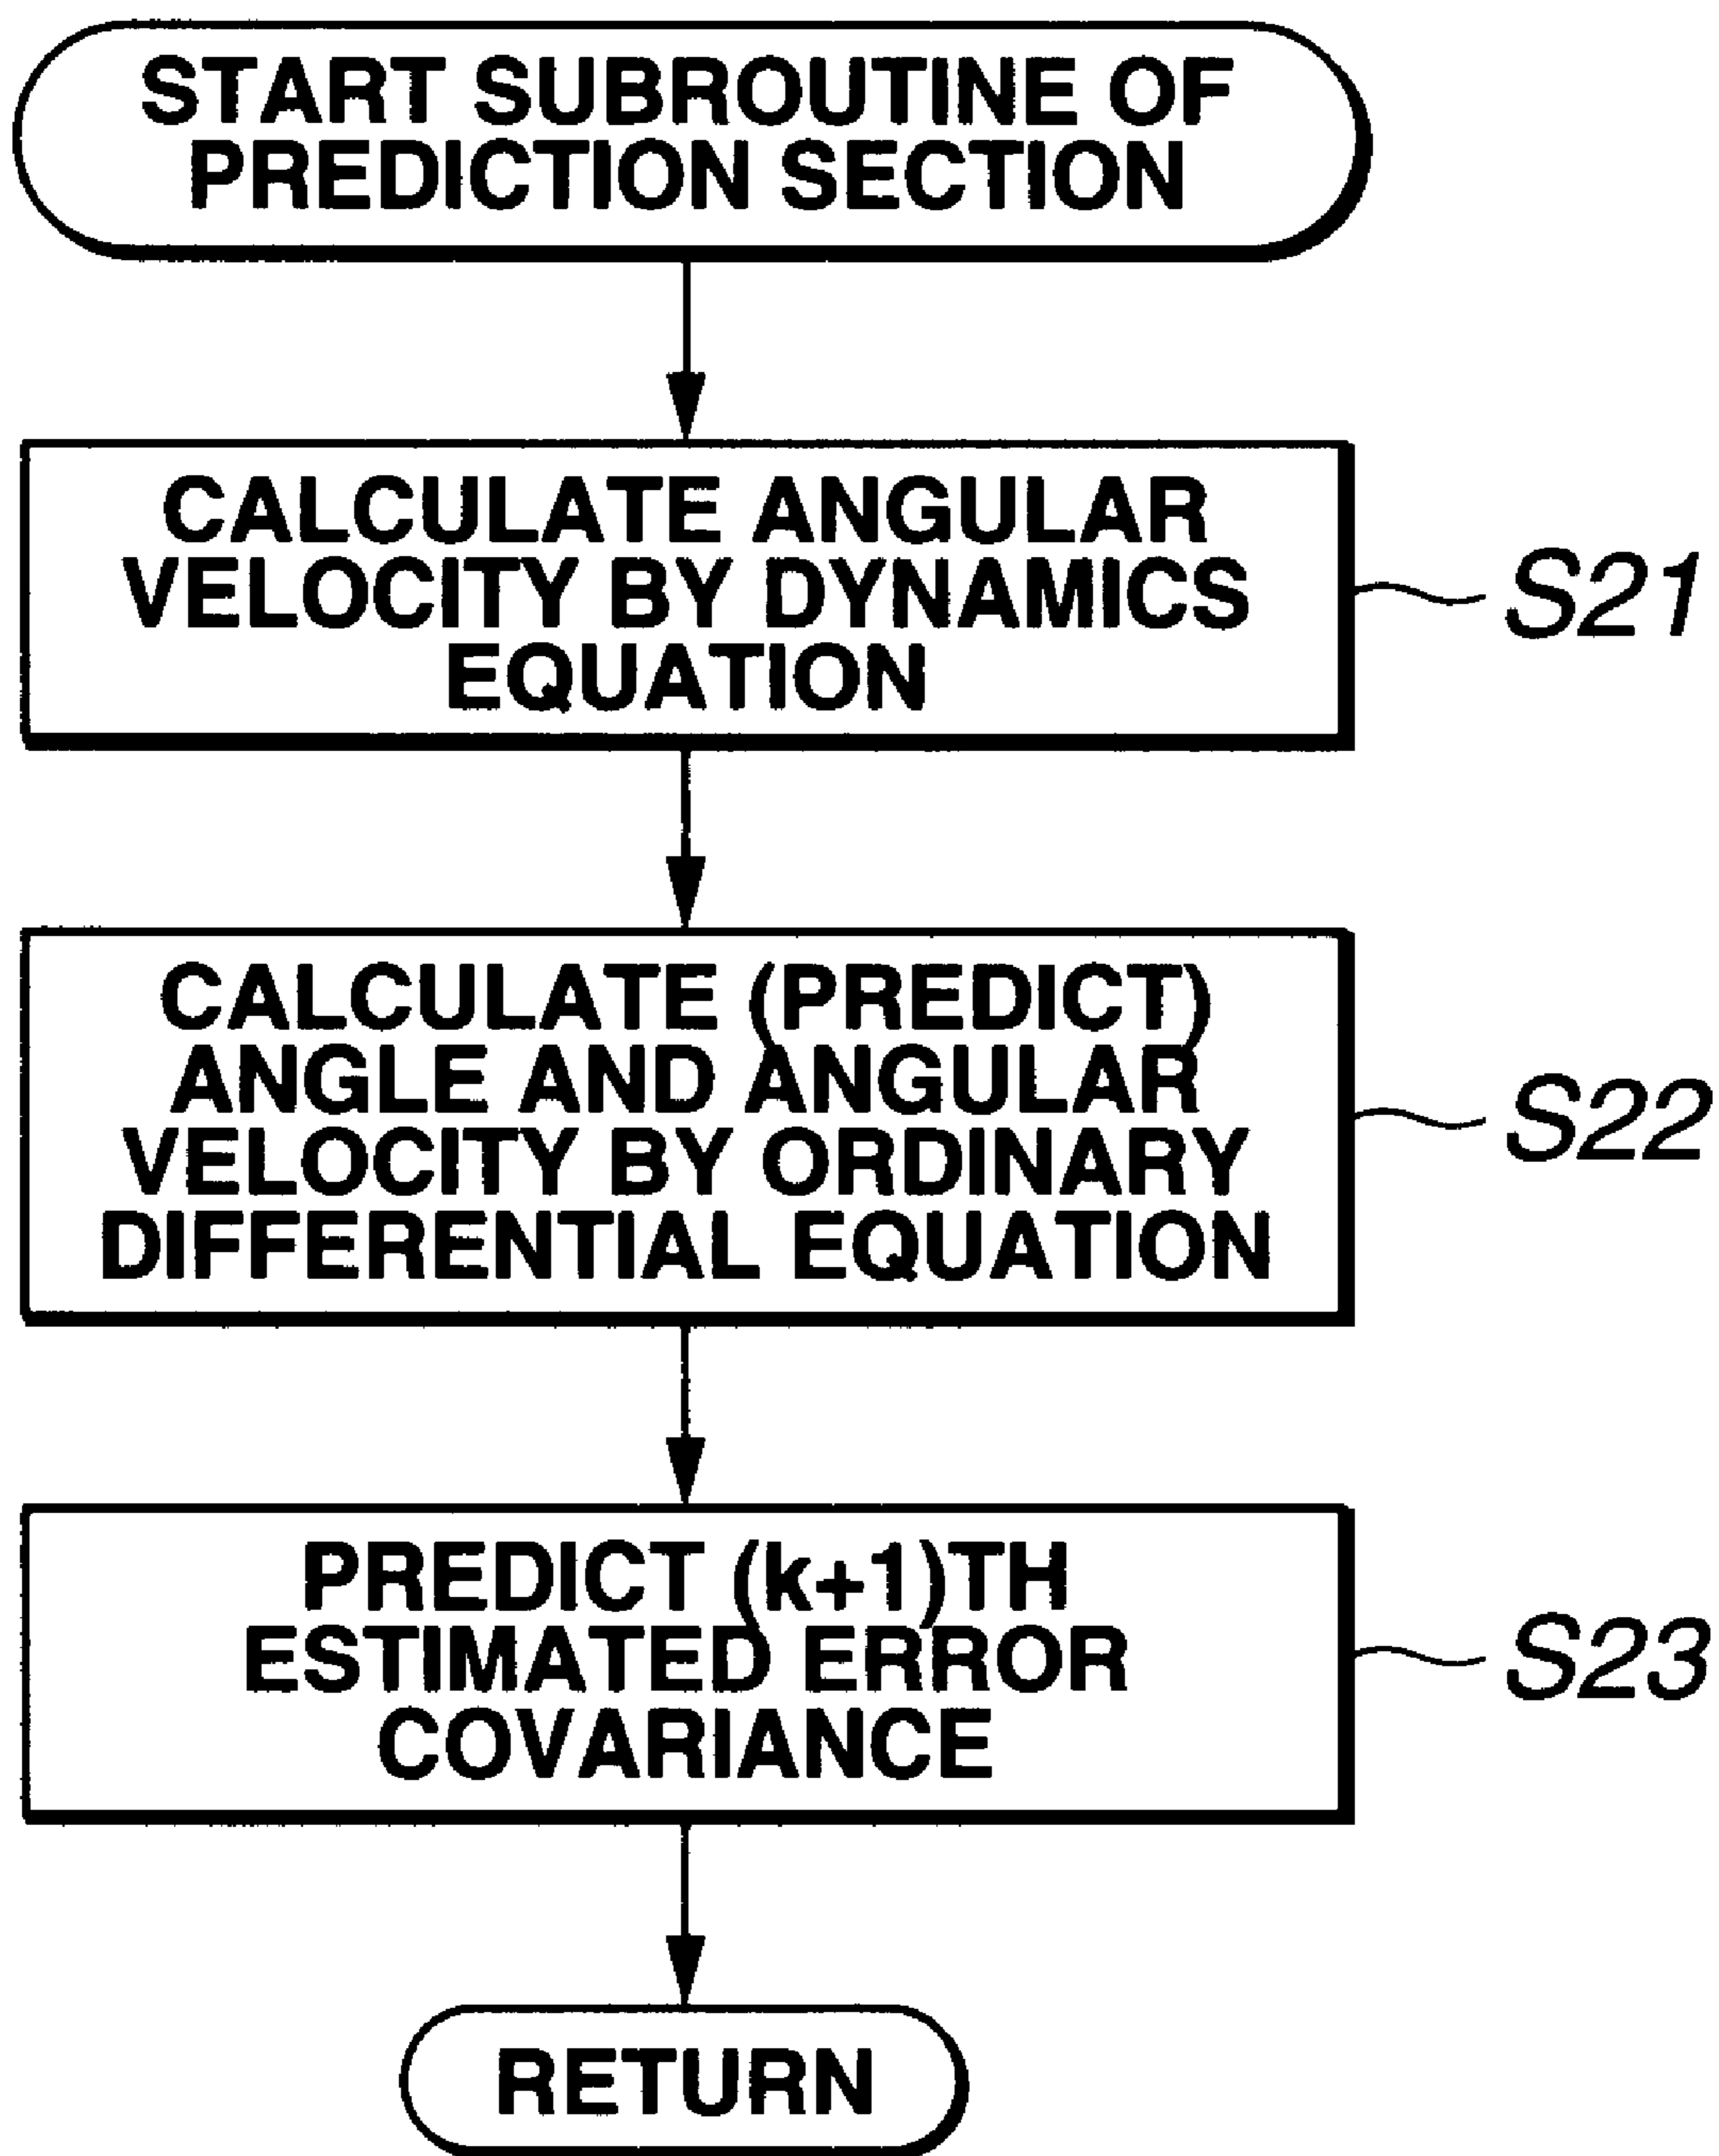 START SUBROUTINE OF
PREDICTION SECTION
CALCULATE ANGULAR
VELOCITY BY DYNAMICS
EQUATION
S21
CALCULATE (PREDICT)
ANGLE AND ANGULAR
VELOCITY BY ORDINARY
DIFFERENTIAL EQUATION
S22
PREDICT (k+1)TH
ESTIMATED ERROR
COVARIANCE
S23
RETURN